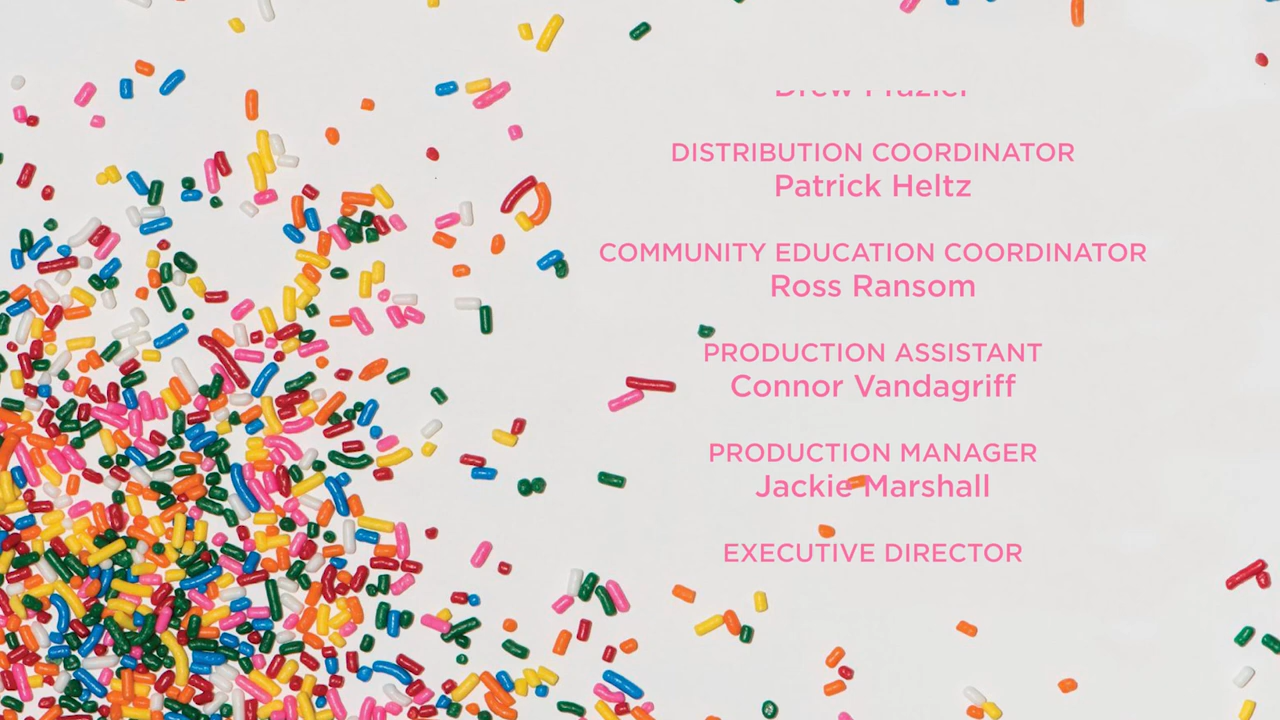 DISTRIBUTION COORDINATOR
Patrick Heltz
COMMUNITY EDUCATION COORDINATOR
Ross Ransom
PRODUCTION ASSISTANT
Connor Vandagriff
PRODUCTION MANAGER
Jackie Marshall
EXECUTIVE DIRECTOR